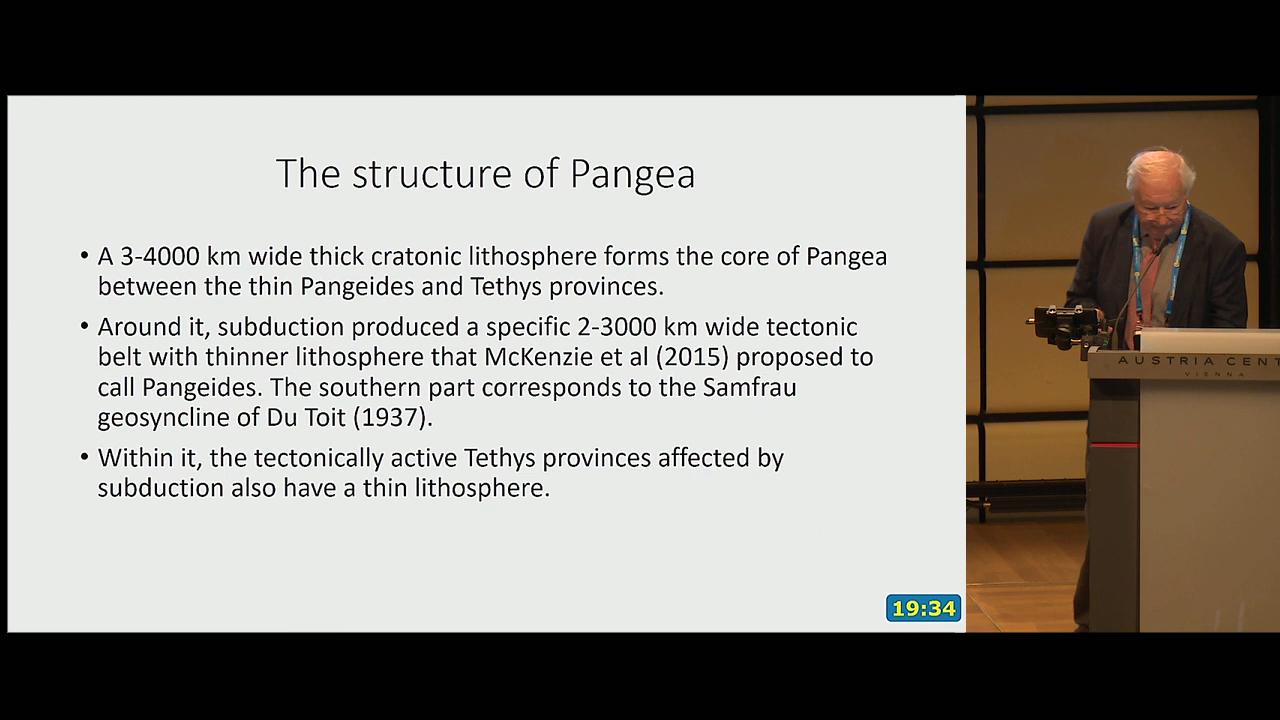 The structure of Pangea
• A 3-4000 km wide thick cratonic lithosphere forms the core of Pangea
between the thin Pangeides and Tethys provinces.
• Around it, subduction produced a specific 2-3000 km wide tectonic
belt with thinner lithosphere that McKenzie et al (2015) proposed to
call Pangeides. The southern part corresponds to the Samfrau
geosyncline of Du Toit (1937).
• Within it, the tectonically active Tethys provinces affected by
subduction also have a thin lithosphere.
19:34
AUSTRIA CENT
VIENNA